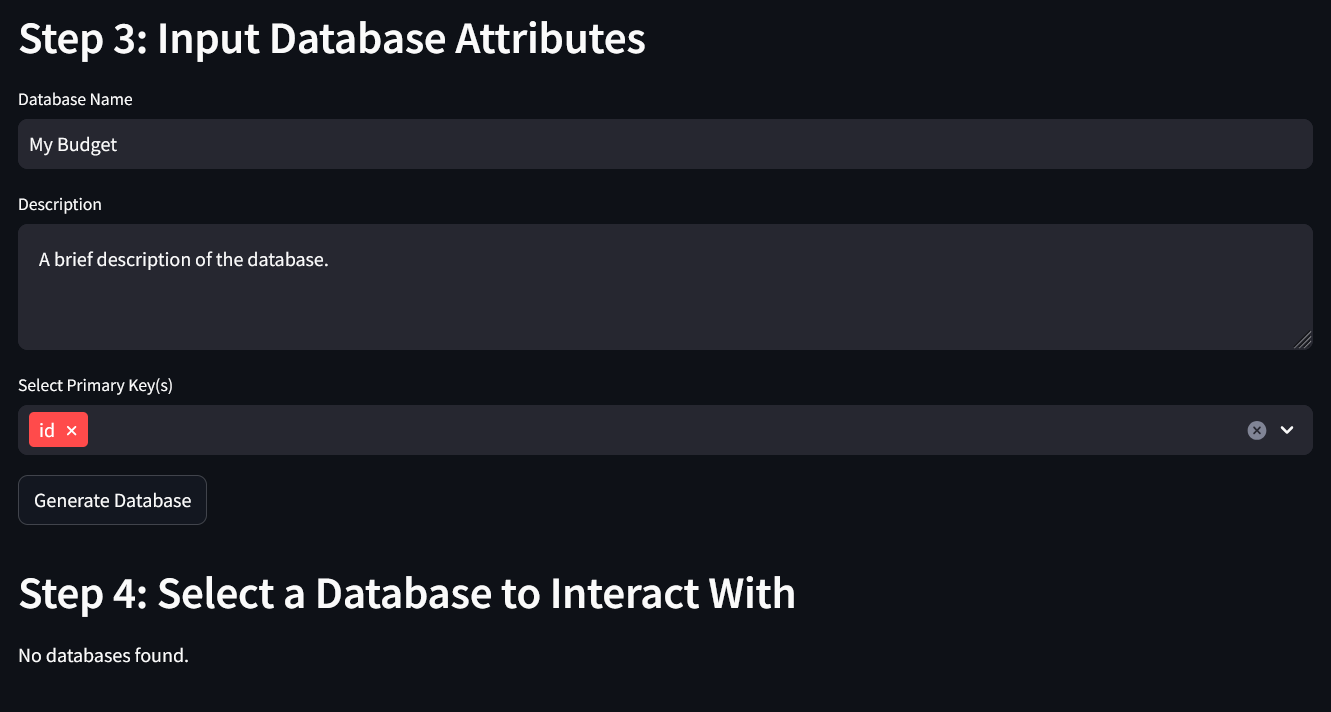 Step 3: Input Database Attributes
Database Name
My Budget
Description
A brief description of the database.
Select Primary Key(s)
id
Generate Database
Step 4: Select a Database to Interact With
No databases found.